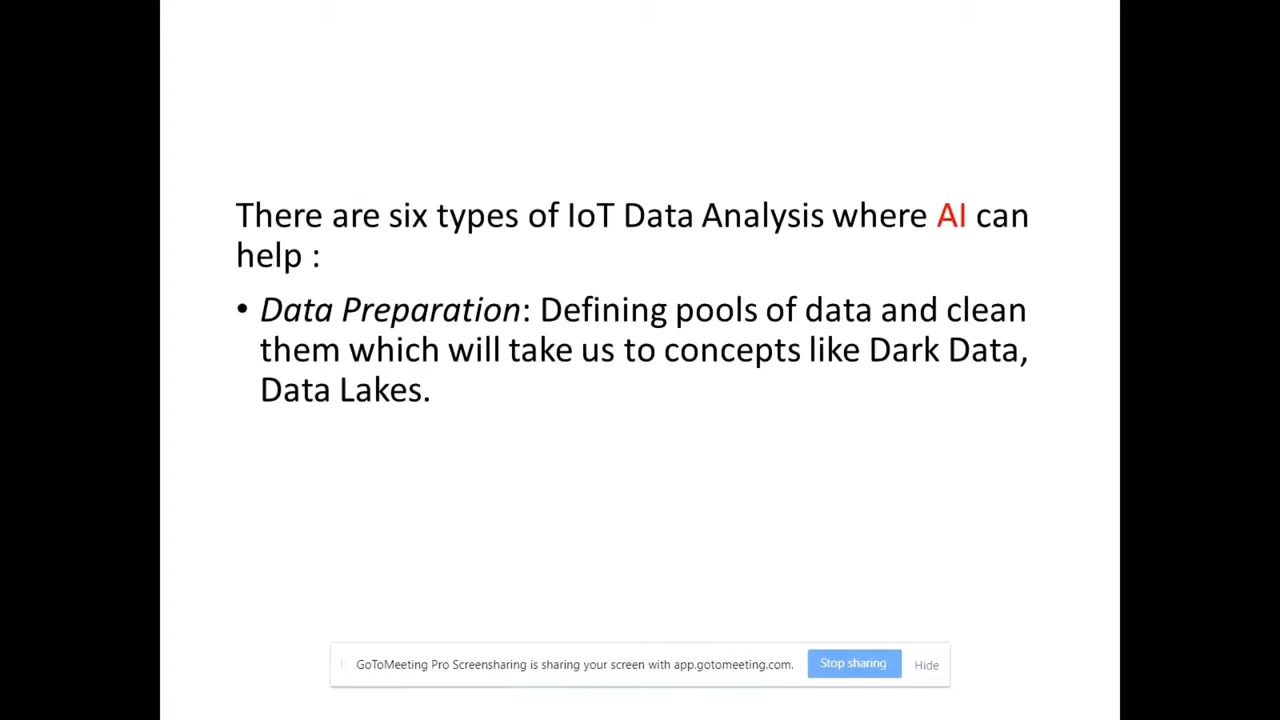 There are six types of IoT Data Analysis where AI can
help :
• Data Preparation: Defining pools of data and clean
them which will take us to concepts like Dark Data,
Data Lakes.
GoToMeeting Pro Screensharing is sharing your screen with app.gotomeeting.com. Stop sharing Hide